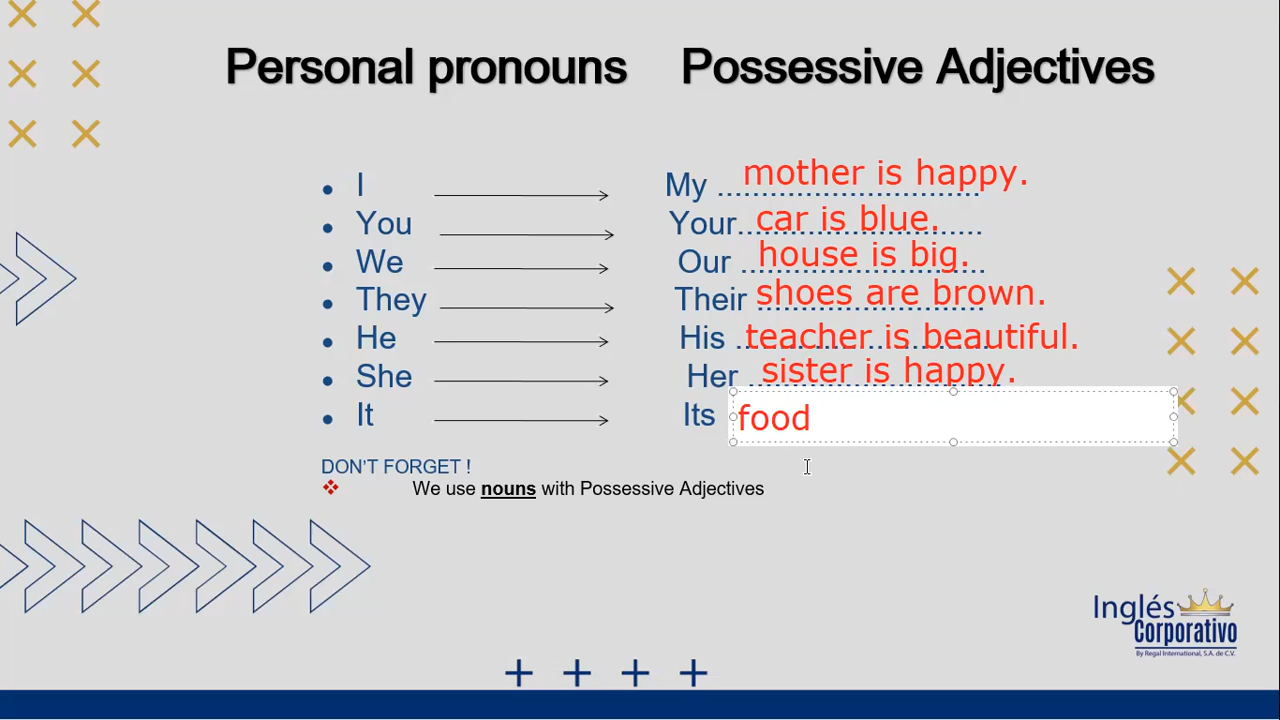 Personal pronouns Possessive Adjectives
I My ............................. mother is happy.
You Your........................... car is blue.
We Our ........................... house is big.
They Their ......................... shoes are brown.
He His ............................ teacher is beautiful.
She Her ............................ sister is happy.
It Its food
DON'T FORGET !
We use nouns with Possessive Adjectives
Inglés
Corporativo
By Regal International, S.A. de C.V.